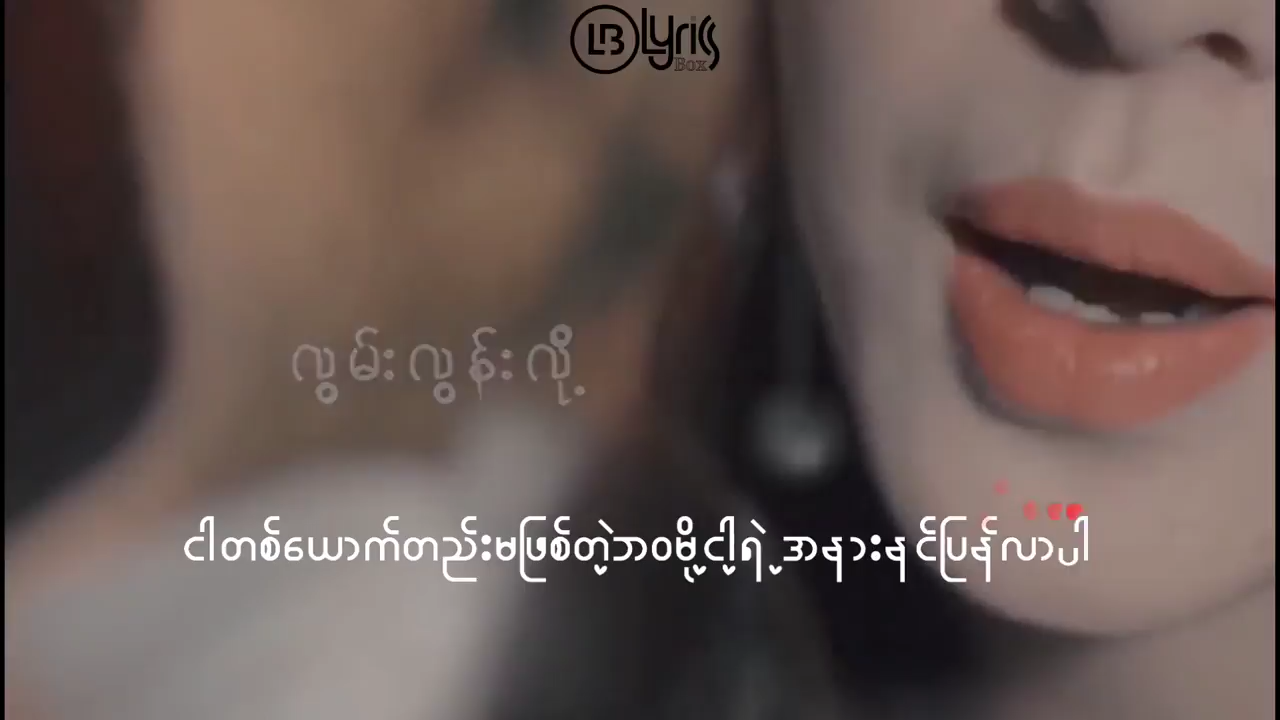 LB Lyrics
Box
လွမ်းလွန်းလို့
ငါတစ်ယောက်တည်းမဖြစ်တဲ့ဘဝမို့ငါ့ရဲ့အနားနင်ပြန်လာပါ